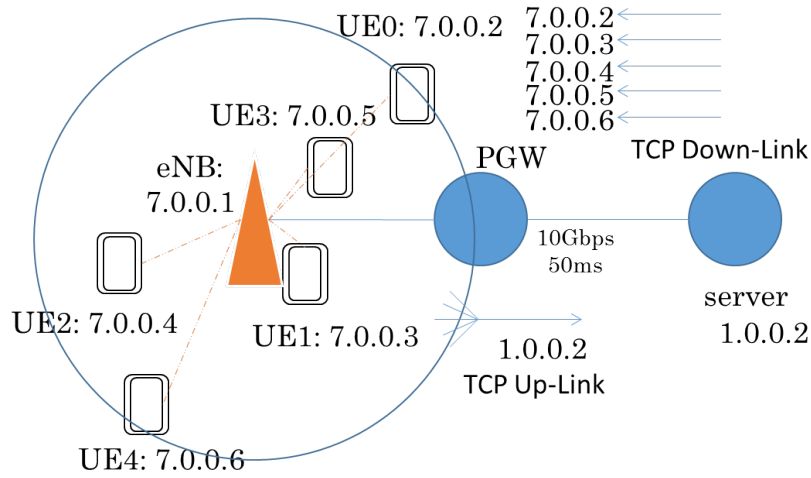 UE0: 7.0.0.2
7.0.0.2
7.0.0.3
7.0.0.4
7.0.0.5
7.0.0.6
UE3: 7.0.0.5
eNB:
7.0.0.1
PGW
TCP Down-Link
10Gbps
50ms
UE2: 7.0.0.4
UE1: 7.0.0.3
server
1.0.0.2
1.0.0.2
TCP Up-Link
UE4: 7.0.0.6